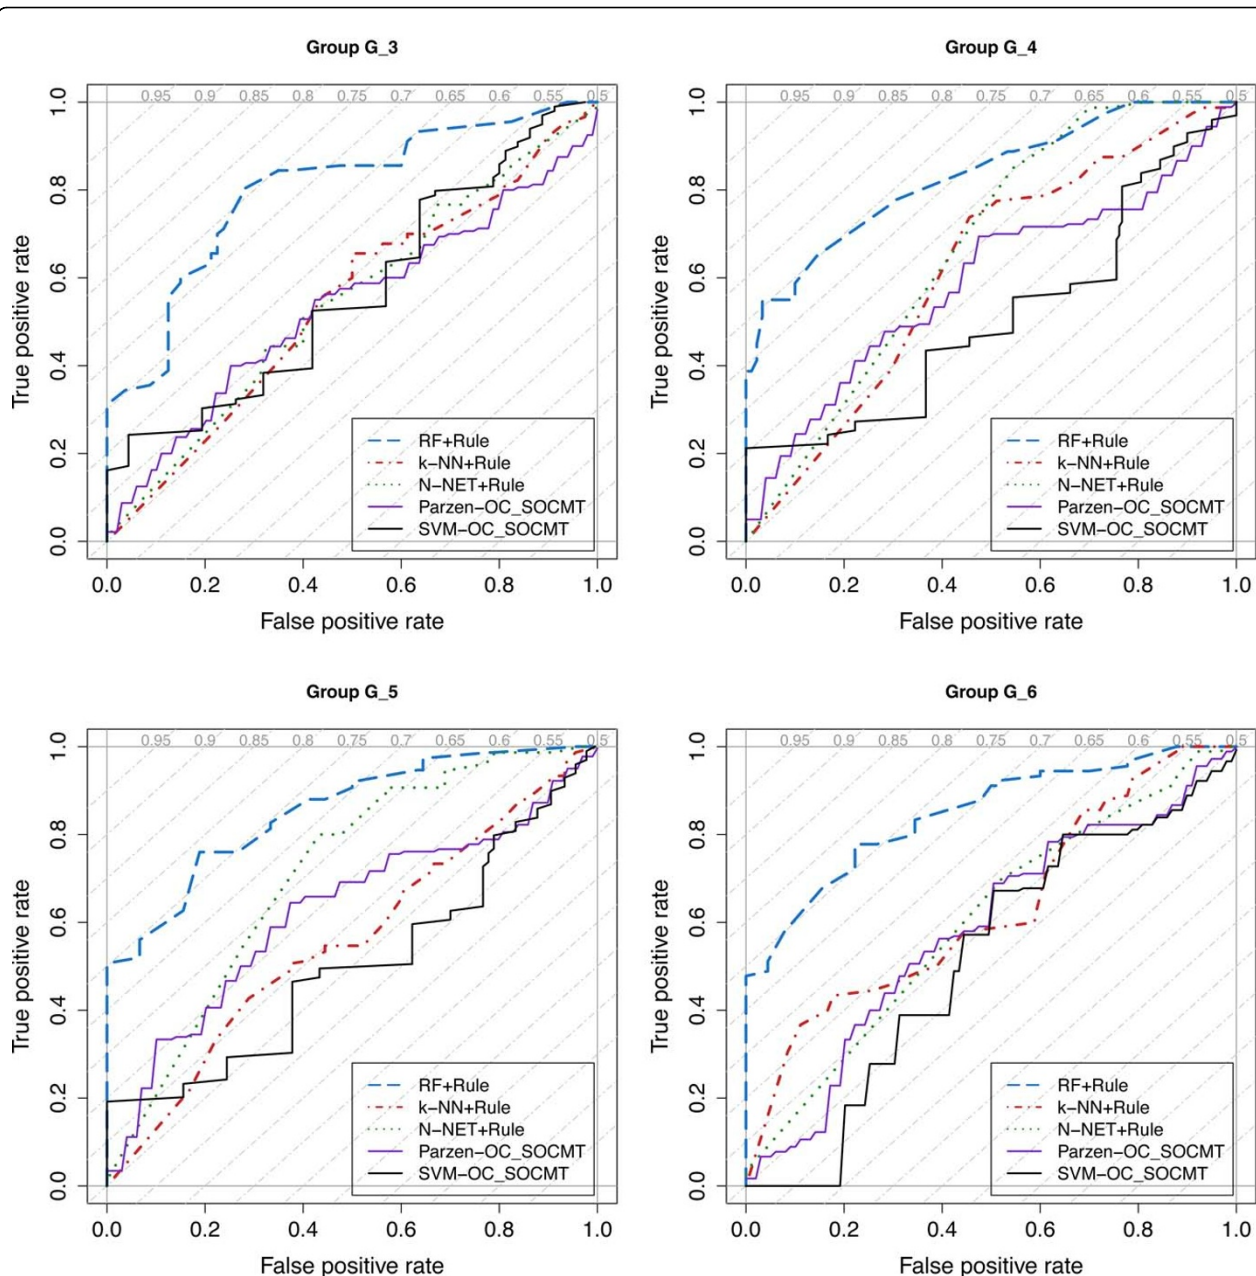 Group G_3
0.95 0.9 0.85 0.8 0.75 0.7 0.65 0.6 0.55 0.5
1.0
0.8
0.6
0.4
0.2
0.0
True positive rate
RF+Rule
k-NN+Rule
N-NET+Rule
Parzen-OC_SOCMT
SVM-OC_SOCMT
0.0 0.2 0.4 0.6 0.8 1.0
False positive rate
Group G_4
0.95 0.9 0.85 0.8 0.75 0.7 0.65 0.6 0.55 0.5
1.0
0.8
0.6
0.4
0.2
0.0
True positive rate
RF+Rule
k-NN+Rule
N-NET+Rule
Parzen-OC_SOCMT
SVM-OC_SOCMT
0.0 0.2 0.4 0.6 0.8 1.0
False positive rate
Group G_5
0.95 0.9 0.85 0.8 0.75 0.7 0.65 0.6 0.55 0.5
1.0
0.8
0.6
0.4
0.2
0.0
True positive rate
RF+Rule
k-NN+Rule
N-NET+Rule
Parzen-OC_SOCMT
SVM-OC_SOCMT
0.0 0.2 0.4 0.6 0.8 1.0
False positive rate
Group G_6
0.95 0.9 0.85 0.8 0.75 0.7 0.65 0.6 0.55 0.5
1.0
0.8
0.6
0.4
0.2
0.0
True positive rate
RF+Rule
k-NN+Rule
N-NET+Rule
Parzen-OC_SOCMT
SVM-OC_SOCMT
0.0 0.2 0.4 0.6 0.8 1.0
False positive rate